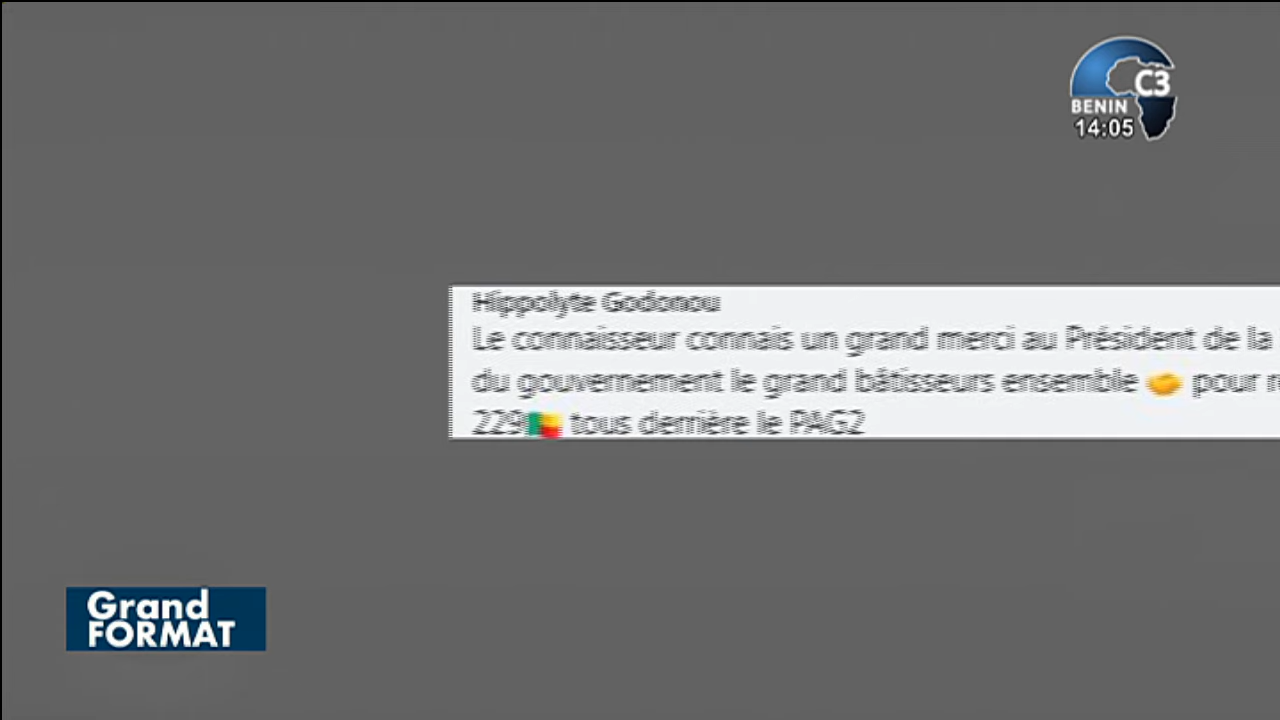 C3
BENIN
14:05
Hippolyte Godonou
Le connaisseur connais un grand merci au Président de la
du gouvernement le grand bâtisseurs ensemble 🤝 pour
229🇧🇯 tous derrière le PAG2
Grand
FORMAT